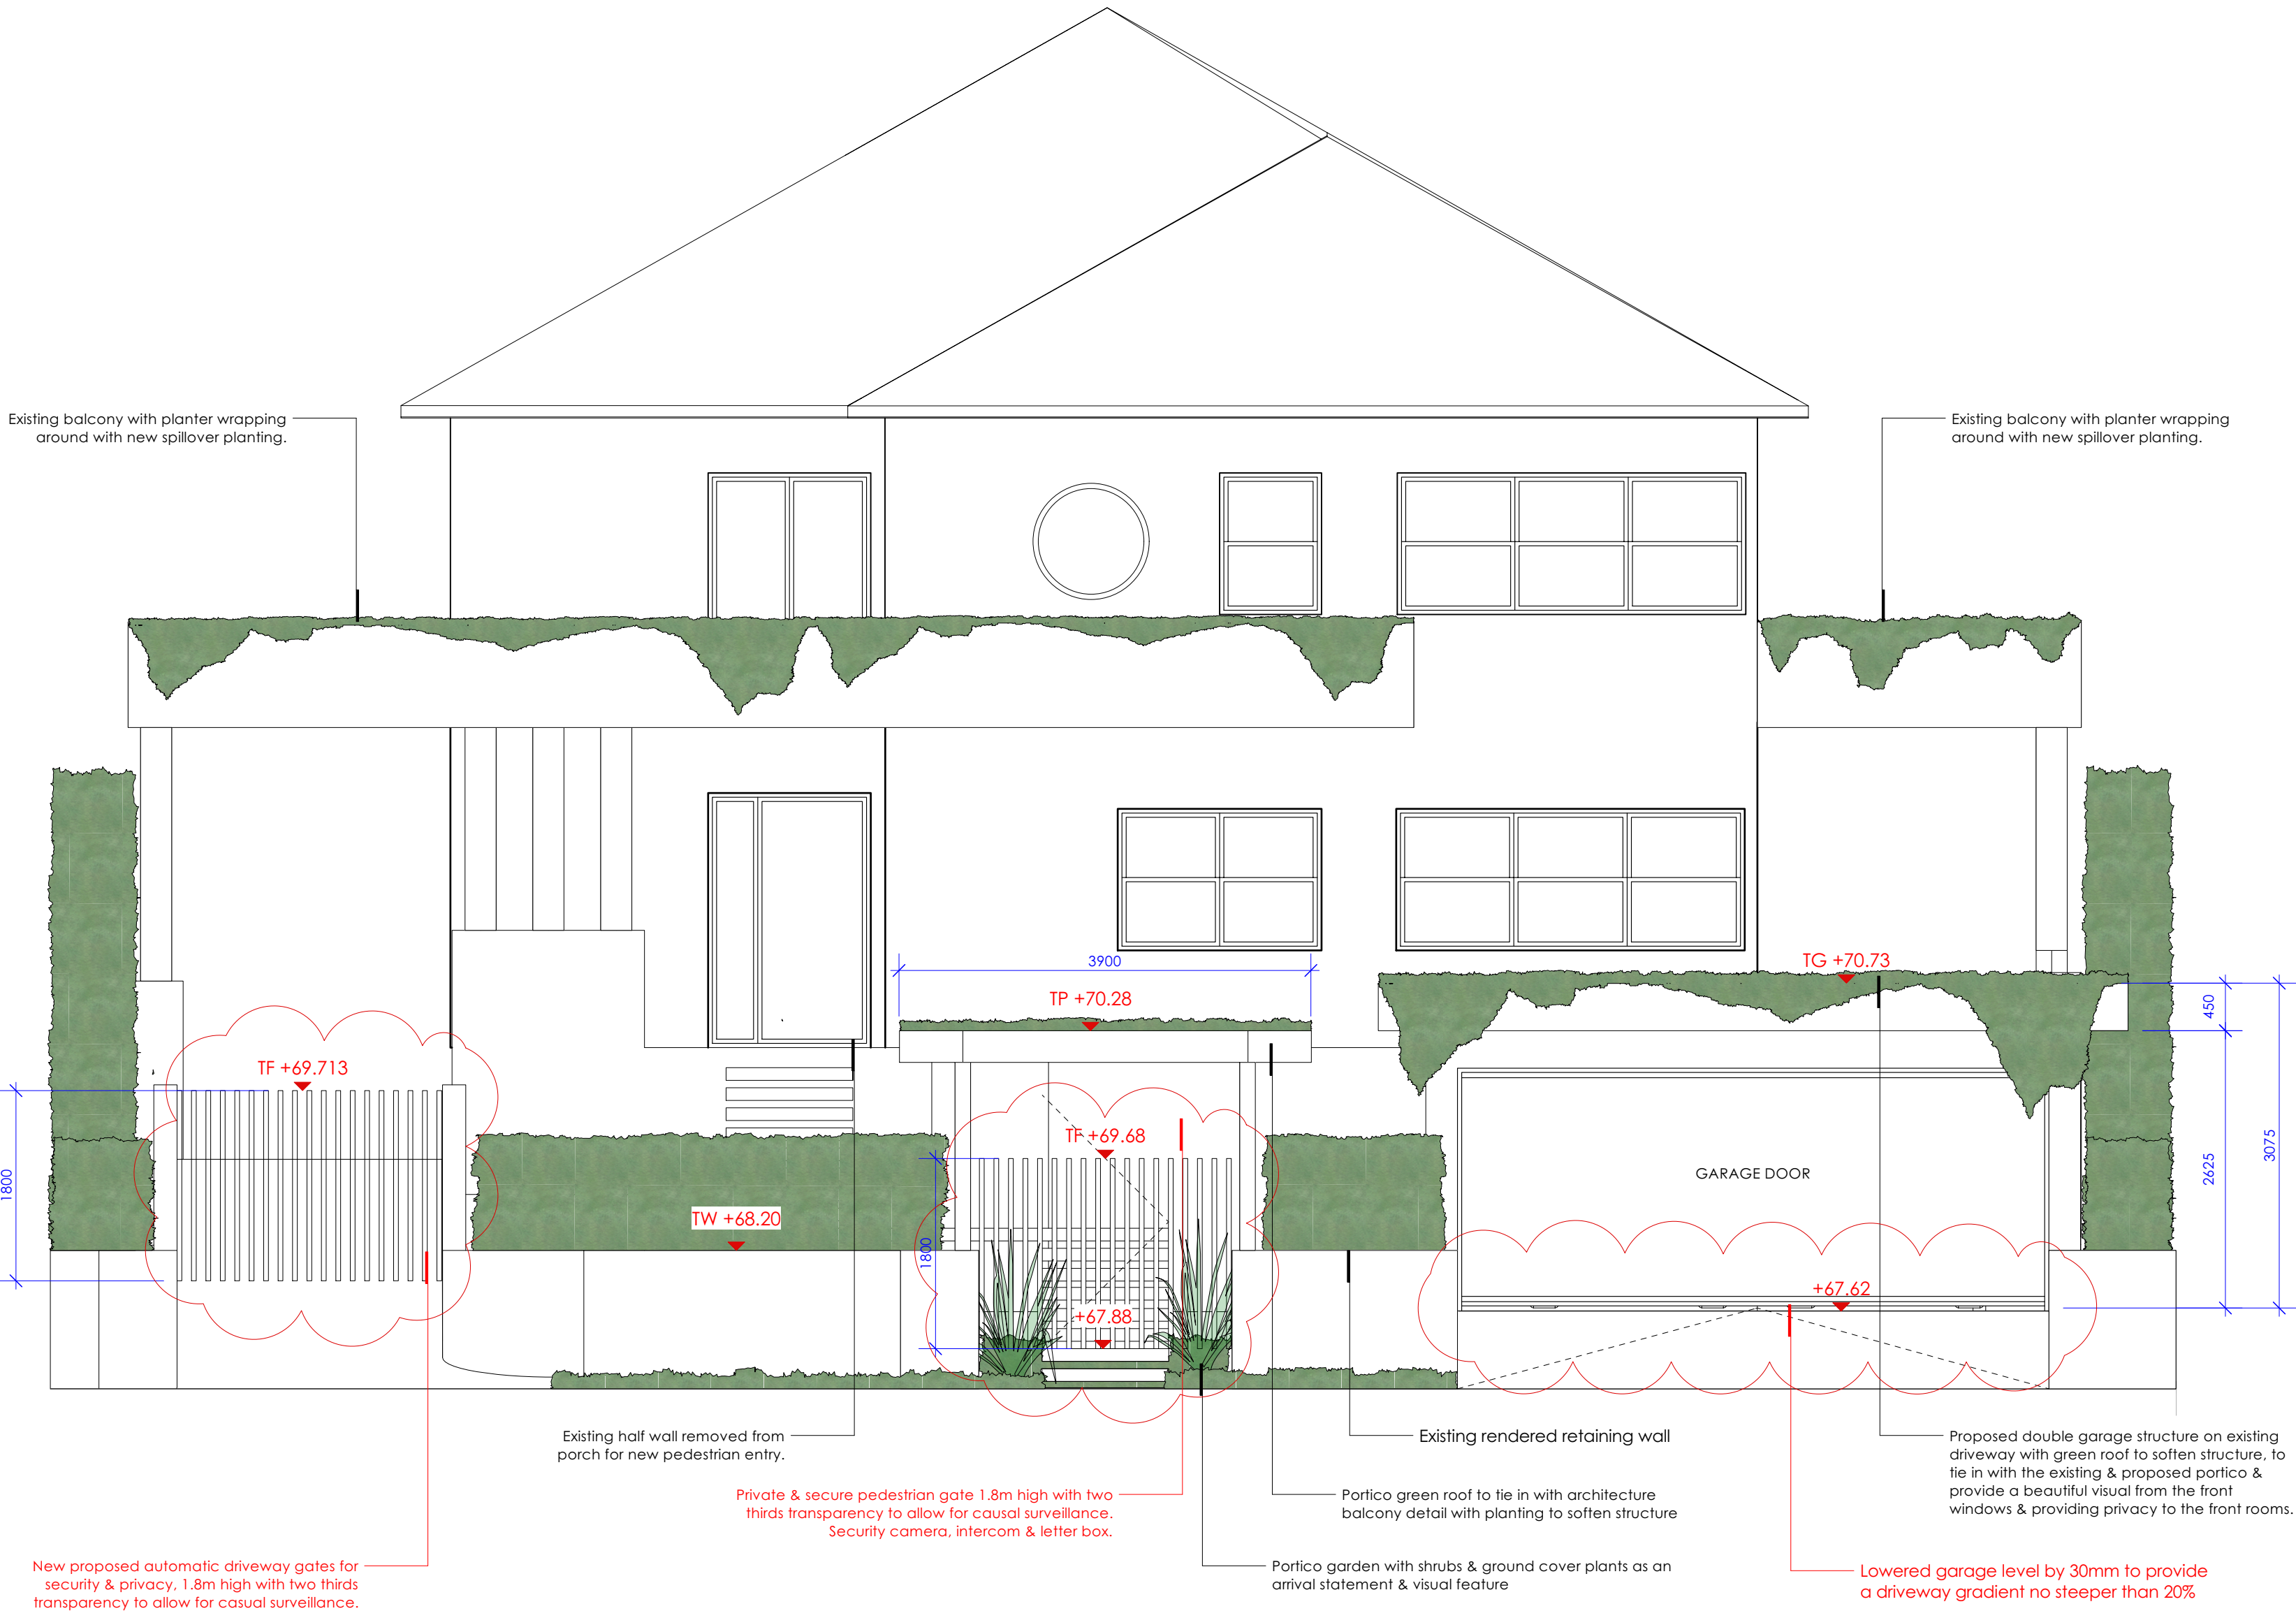 Existing balcony with planter wrapping
around with new spillover planting.
Existing balcony with planter wrapping
around with new spillover planting.
3900
TG +70.73
TP +70.28
450
TF +69.713
TF +69.68
3075
2625
1800
GARAGE DOOR
TW +68.20
1800
+67.62
+67.88
Existing half wall removed from
porch for new pedestrian entry.
Existing rendered retaining wall
Proposed double garage structure on existing
driveway with green roof to soften structure, to
tie in with the existing & proposed portico &
provide a beautiful visual from the front
windows & providing privacy to the front rooms.
Private & secure pedestrian gate 1.8m high with two
thirds transparency to allow for causal surveillance.
Security camera, intercom & letter box.
Portico green roof to tie in with architecture
balcony detail with planting to soften structure
New proposed automatic driveway gates for
security & privacy, 1.8m high with two thirds
transparency to allow for casual surveillance.
Portico garden with shrubs & ground cover plants as an
arrival statement & visual feature
Lowered garage level by 30mm to provide
a driveway gradient no steeper than 20%